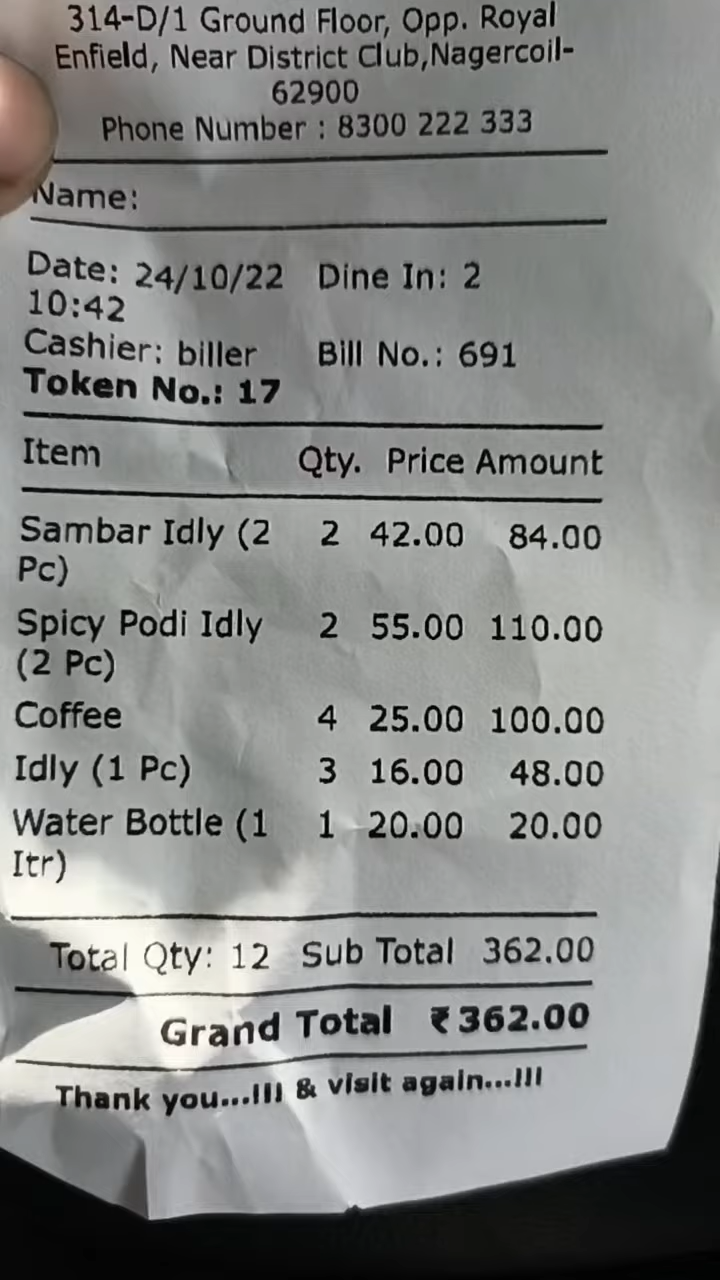 314-D/1 Ground Floor, Opp. Royal
Enfield, Near District Club,Nagercoil-
62900
Phone Number : 8300 222 333
Name:
Date: 24/10/22 Dine In: 2
10:42
Cashier: biller Bill No.: 691
Token No.: 17
Item Qty. Price Amount
Sambar Idly (2 2 42.00 84.00
Pc)
Spicy Podi Idly 2 55.00 110.00
(2 Pc)
Coffee 4 25.00 100.00
Idly (1 Pc) 3 16.00 48.00
Water Bottle (1 1 20.00 20.00
ltr)
Total Qty: 12 Sub Total 362.00
Grand Total ₹362.00
Thank you...!!! & visit again...!!!